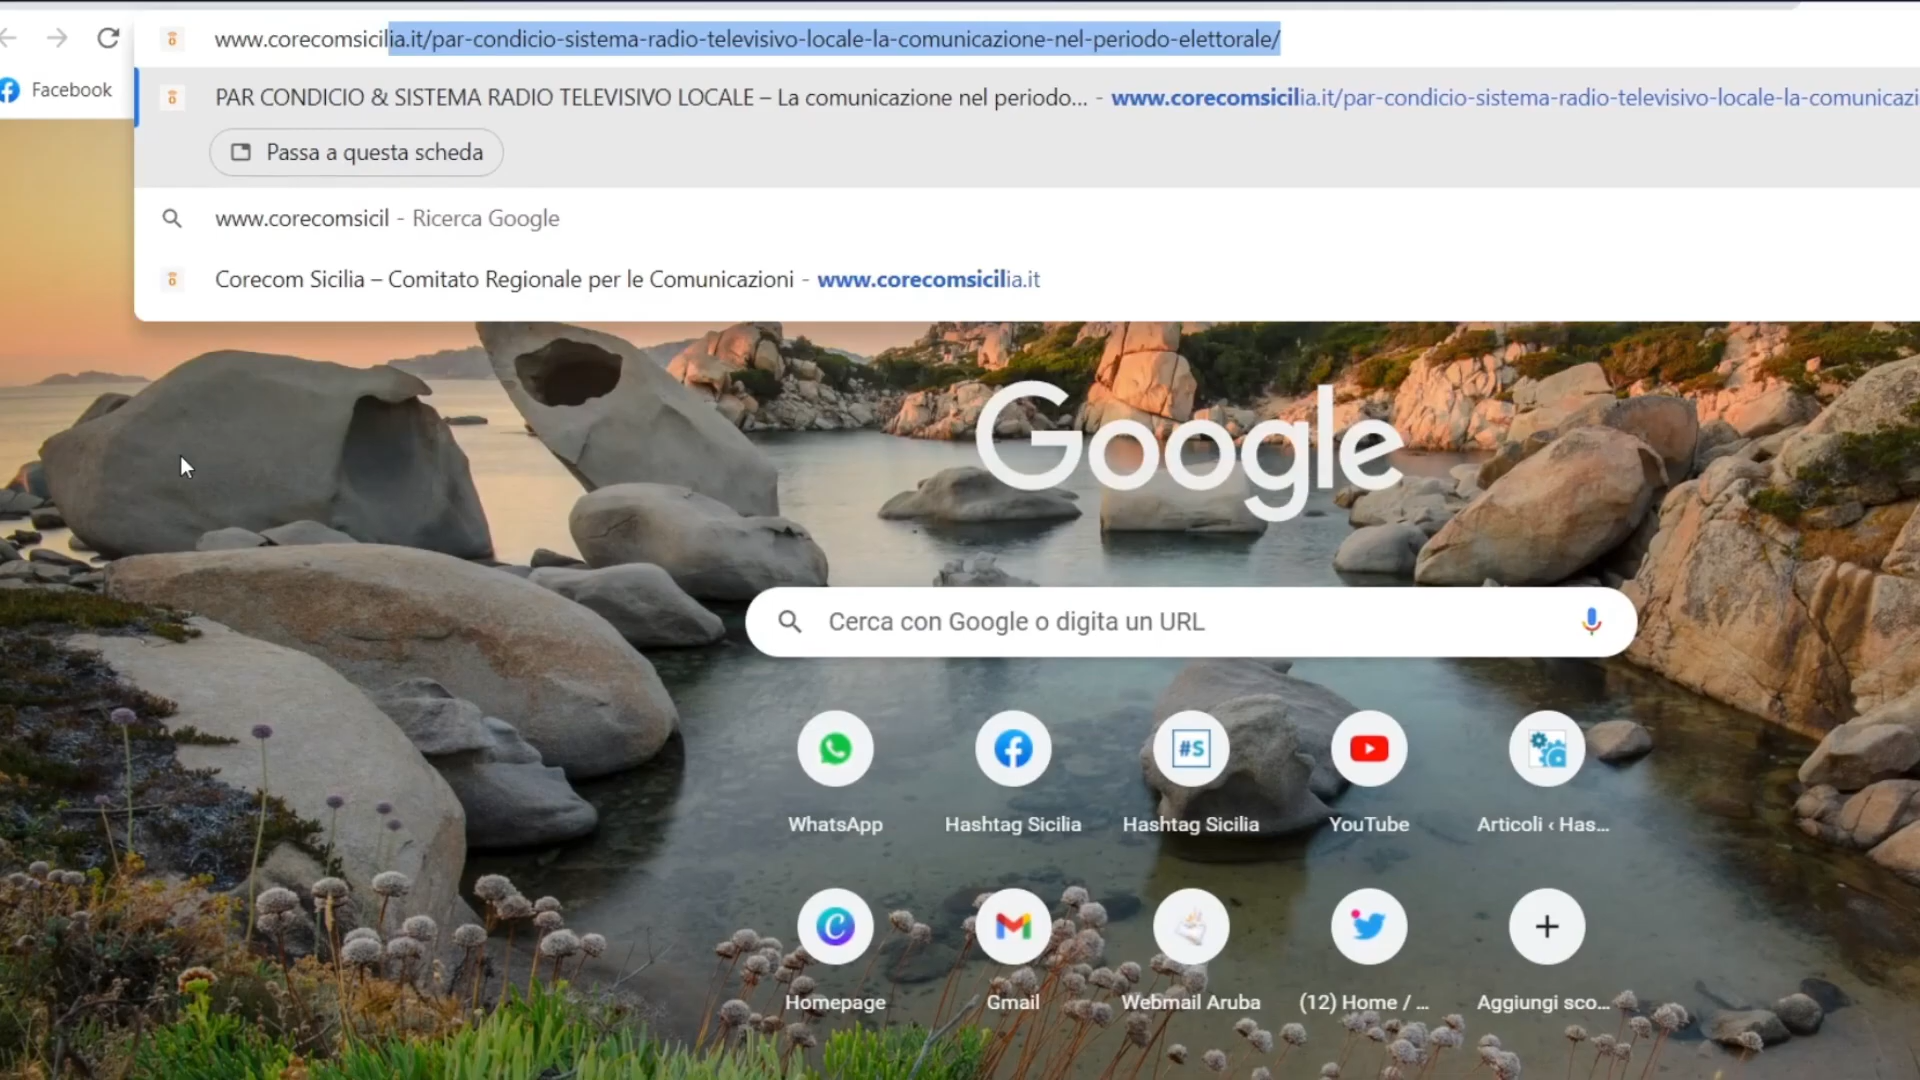 www.corecomsicilia.it/par-condicio-sistema-radio-televisivo-locale-la-comunicazione-nel-periodo-elettorale/
Facebook
PAR CONDICIO & SISTEMA RADIO TELEVISIVO LOCALE – La comunicazione nel periodo... - www.corecomsicilia.it/par-condicio-sistema-radio-televisivo-locale-la-comunicazi
Passa a questa scheda
www.corecomsicil - Ricerca Google
Corecom Sicilia – Comitato Regionale per le Comunicazioni - www.corecomsicilia.it
Google
Cerca con Google o digita un URL
#S
WhatsApp Hashtag Sicilia Hashtag Sicilia YouTube Articoli ‹ Has...
Homepage Gmail Webmail Aruba (12) Home / ... Aggiungi sco...